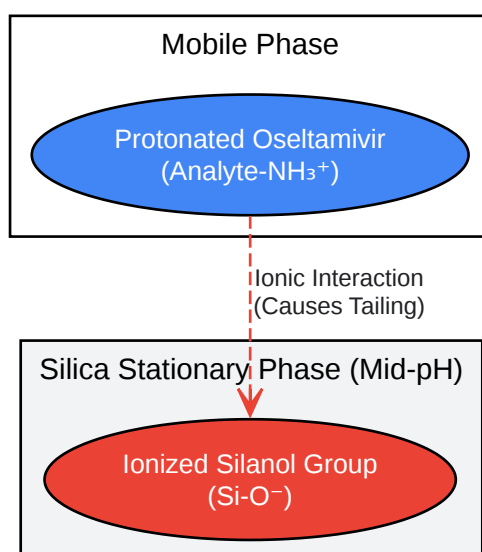 Mobile Phase
Protonated Oseltamivir
(Analyte-NH₃⁺)
Ionic Interaction
(Causes Tailing)
Silica Stationary Phase (Mid-pH)
Ionized Silanol Group
(Si-O⁻)